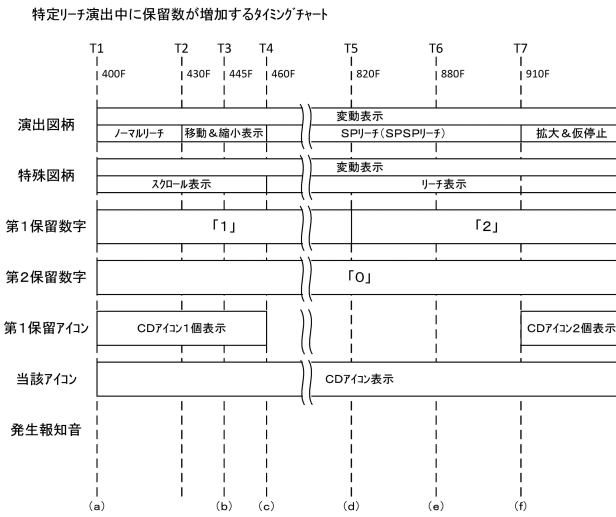 特定リーチ演出中に保留数が増加するタイミングチャート
T1 T2 T3 T4 T5 T6 T7
400F 430F 445F 460F 820F 880F 910F
演出図柄
変動表示
ノーマルリーチ 移動＆縮小表示 SPリーチ（SPSPリーチ） 拡大＆仮停止
特殊図柄
変動表示
スクロール表示 リーチ表示
第1保留数字 「1」 「2」
第2保留数字 「0」
第1保留アイコン CDアイコン1個表示 CDアイコン2個表示
当該アイコン CDアイコン表示
発生報知音
(a) (b) (c) (d) (e) (f)